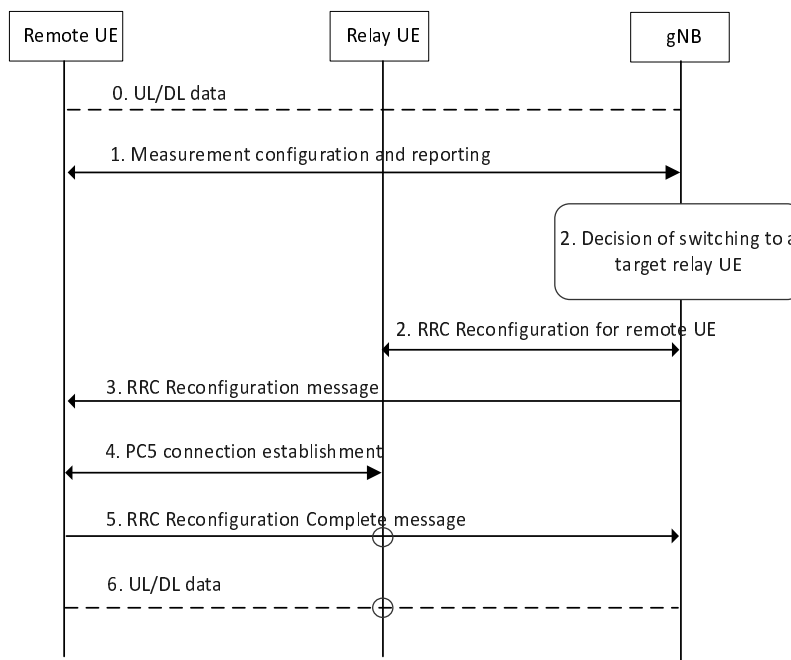 Remote UE
Relay UE
gNB
0. UL/DL data
1. Measurement configuration and reporting
2. Decision of switching to a
target relay UE
2. RRC Reconfiguration for remote UE
3. RRC Reconfiguration message
4. PC5 connection establishment
5. RRC Reconfiguration Complete message
6. UL/DL data